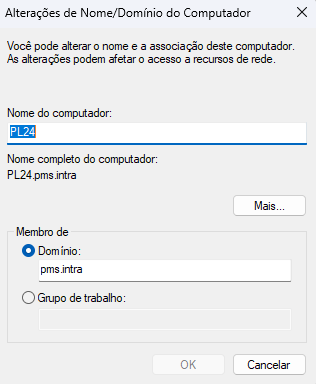 Alterações de Nome/Domínio do Computador
Você pode alterar o nome e a associação deste computador.
As alterações podem afetar o acesso a recursos de rede.
Nome do computador:
PL24
Nome completo do computador:
PL24.pms.intra
Mais...
Membro de
Domínio:
pms.intra
Grupo de trabalho:
OK
Cancelar